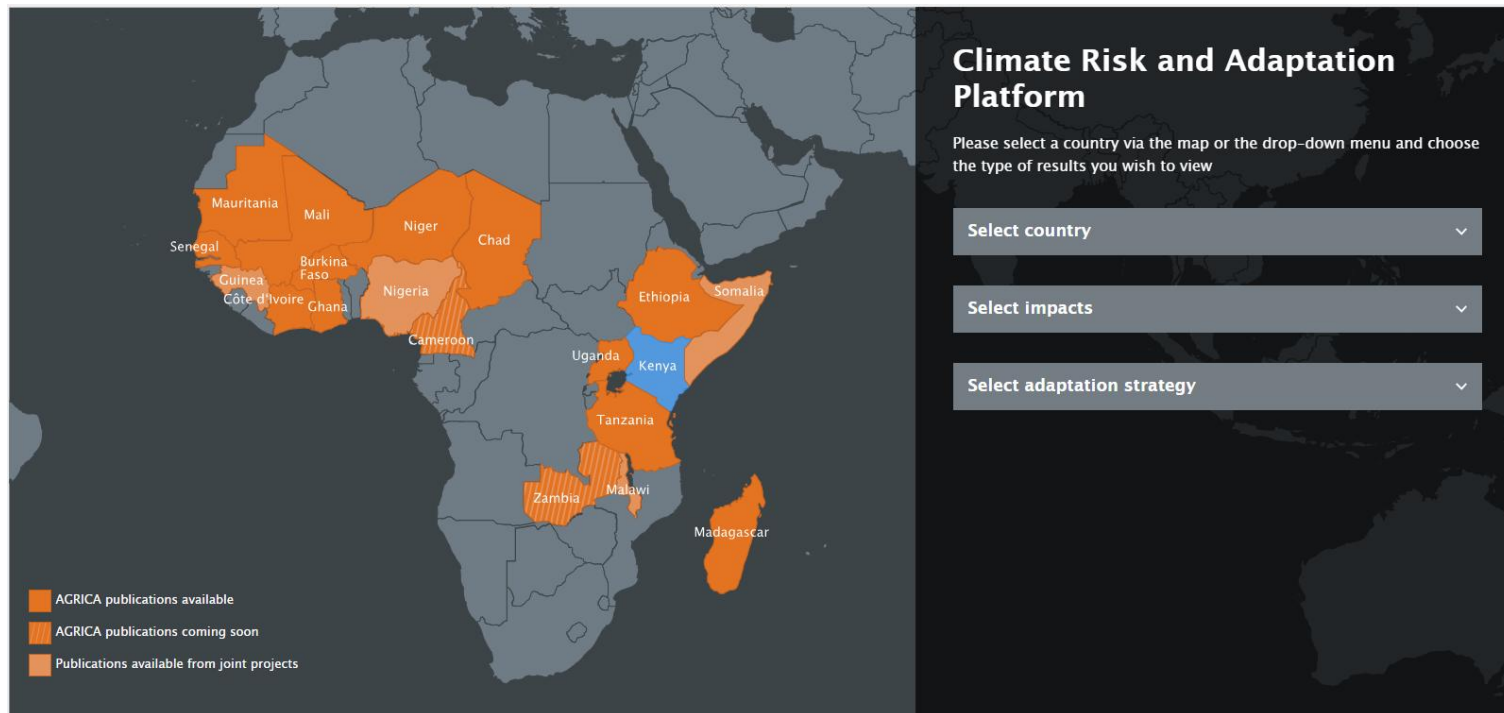 Climate Risk and Adaptation
Platform
Please select a country via the map or the drop-down menu and choose
the type of results you wish to view
Select country
Select impacts
Select adaptation strategy
Mauritania
Mali
Niger
Chad
Senegal
Burkina
Faso
Guinea
Nigeria
Côte d'Ivoire
Ghana
Cameroon
Ethiopia
Somalia
Uganda
Kenya
Tanzania
Zambia
Malawi
Madagascar
AGRICA publications available
AGRICA publications coming soon
Publications available from joint projects